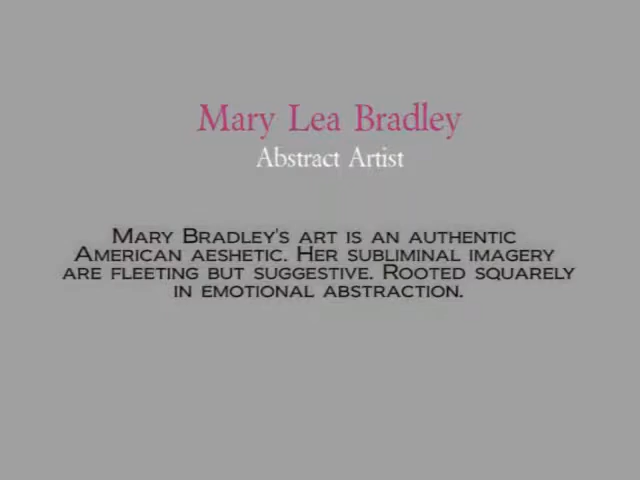 Mary Lea Bradley
Abstract Artist
Mary Bradley's art is an authentic
American aeshetic. Her subliminal imagery
are fleeting but suggestive. Rooted squarely
in emotional abstraction.